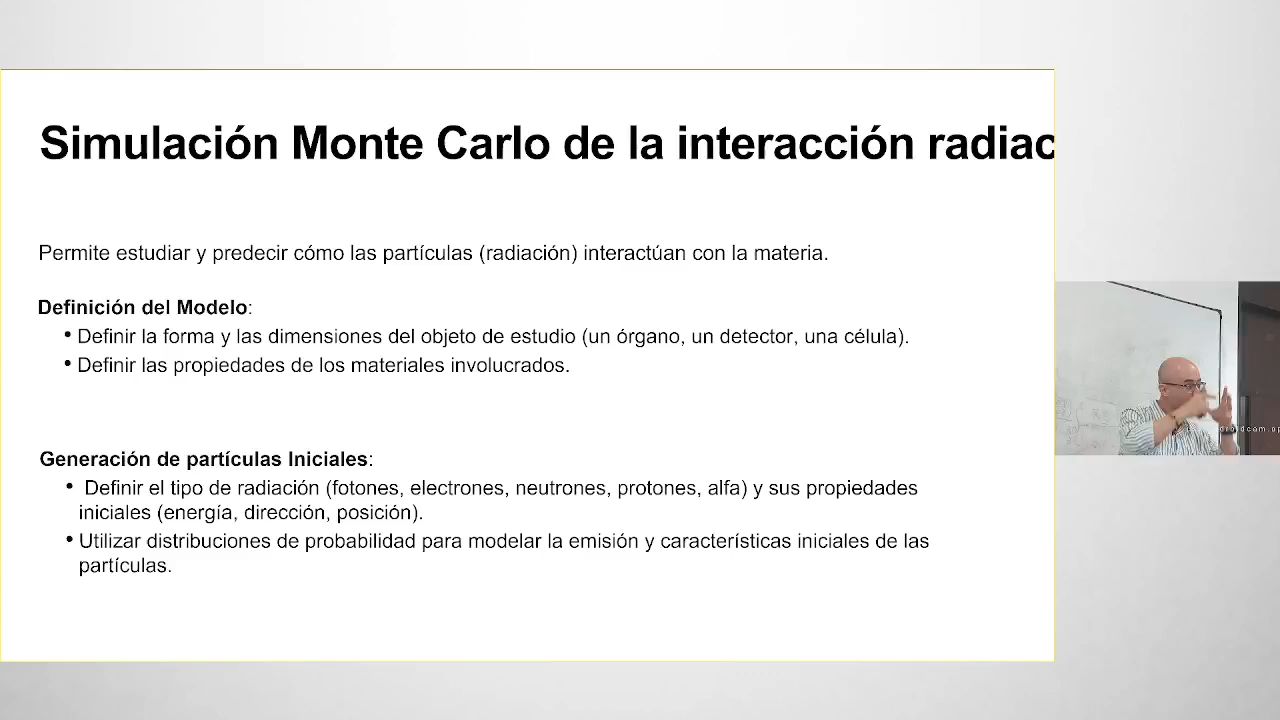 Simulación Monte Carlo de la interacción radiac
Permite estudiar y predecir cómo las partículas (radiación) interactúan con la materia.
Definición del Modelo:
• Definir la forma y las dimensiones del objeto de estudio (un órgano, un detector, una célula).
• Definir las propiedades de los materiales involucrados.
Generación de partículas Iniciales:
• Definir el tipo de radiación (fotones, electrones, neutrones, protones, alfa) y sus propiedades
iniciales (energía, dirección, posición).
• Utilizar distribuciones de probabilidad para modelar la emisión y características iniciales de las
partículas.